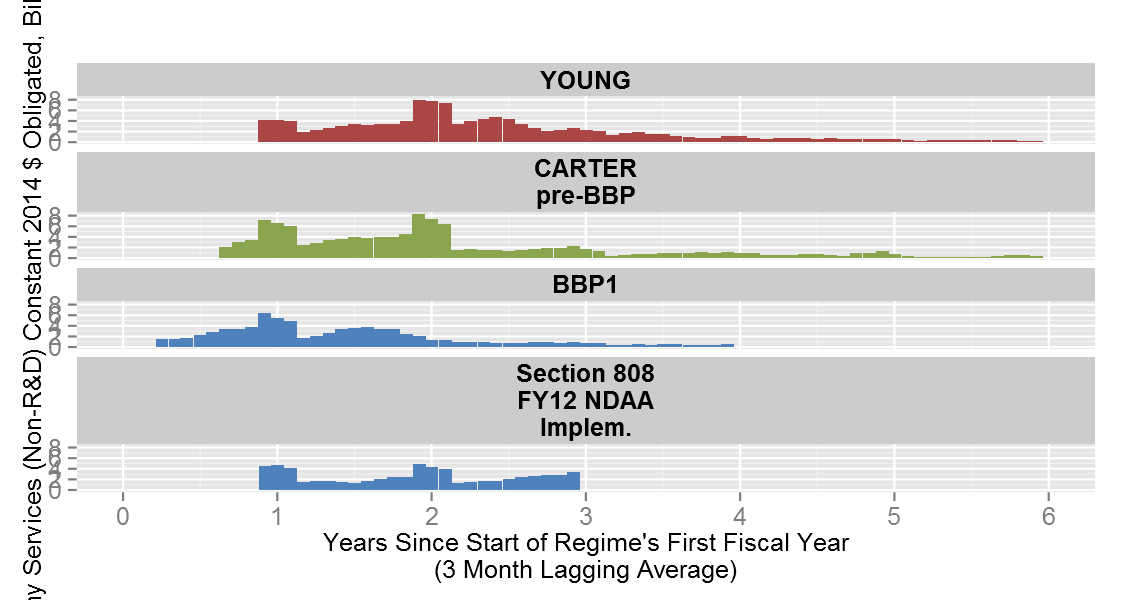 ny Services (Non-R&D) Constant 2014 $ Obligated, Bil
YOUNG
8
6
4
2
0
CARTER
pre-BBP
8
6
4
2
0
BBP1
8
6
4
2
0
Section 808
FY12 NDAA
Implem.
8
6
4
2
0
0 1 2 3 4 5 6
Years Since Start of Regime's First Fiscal Year
(3 Month Lagging Average)